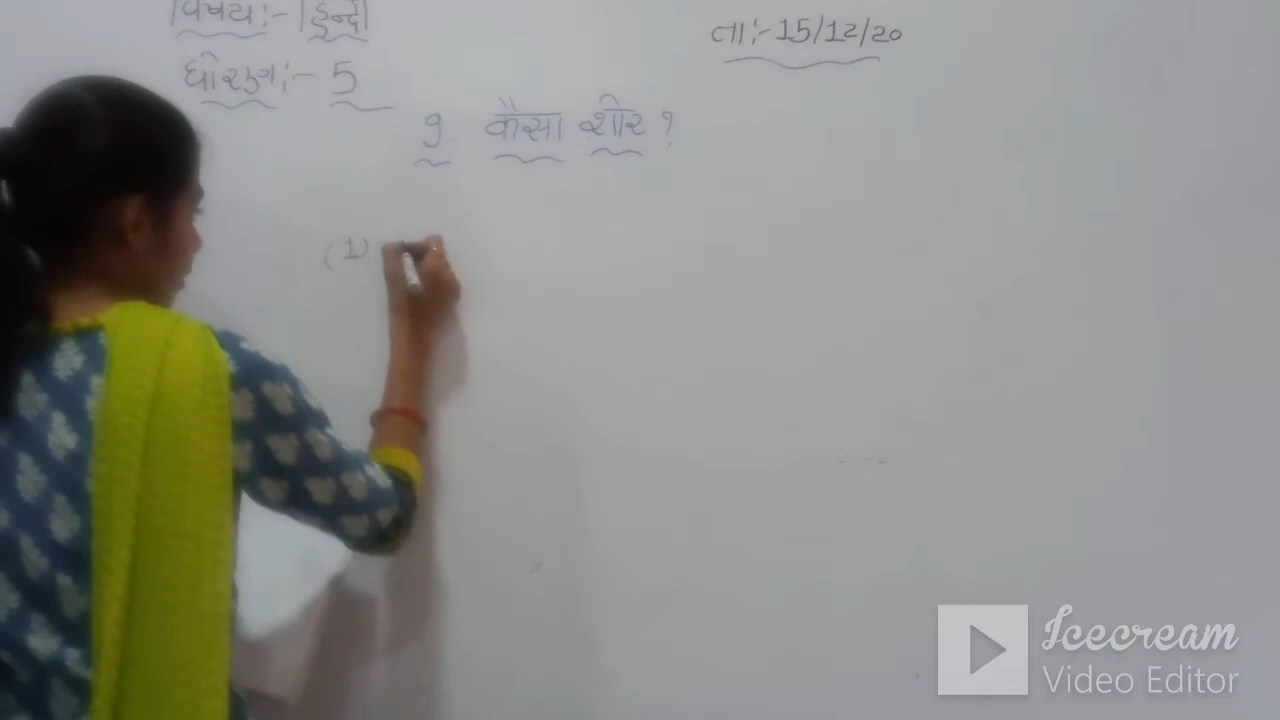 વિષય:- હિન્દી
તા:- 15/12/20
ધોરણ:- 5
9 कैसा शोर ?
(1)
Icecream
Video Editor